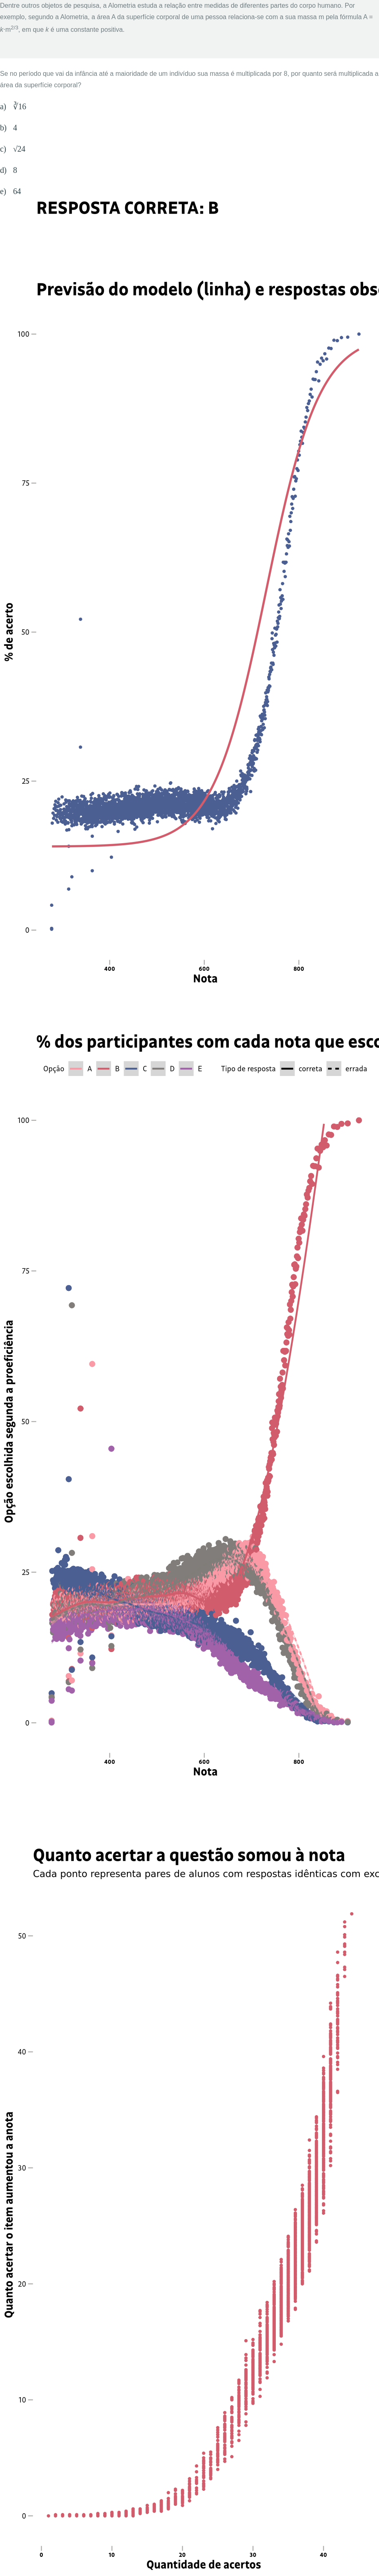 Dentre outros objetos de pesquisa, a Alometria estuda a relação entre medidas de diferentes partes do corpo humano. Por
exemplo, segundo a Alometria, a área A da superfície corporal de uma pessoa relaciona-se com a sua massa m pela fórmula A =
k·m^2/3, em que k é uma constante positiva.
Se no período que vai da infância até a maioridade de um indivíduo sua massa é multiplicada por 8, por quanto será multiplicada a
área da superfície corporal?
a) ∛16
b) 4
c) √24
d) 8
e) 64
RESPOSTA CORRETA: B
Previsão do modelo (linha) e respostas obs
100
75
50
25
0
% de acerto
400 600 800
Nota
% dos participantes com cada nota que esco
Opção A B C D E Tipo de resposta correta errada
100
75
50
25
0
Opção escolhida segunda a proeficiência
400 600 800
Nota
Quanto acertar a questão somou à nota
Cada ponto representa pares de alunos com respostas idênticas com exc
50
40
30
20
10
0
Quanto acertar o item aumentou a anota
0 10 20 30 40
Quantidade de acertos